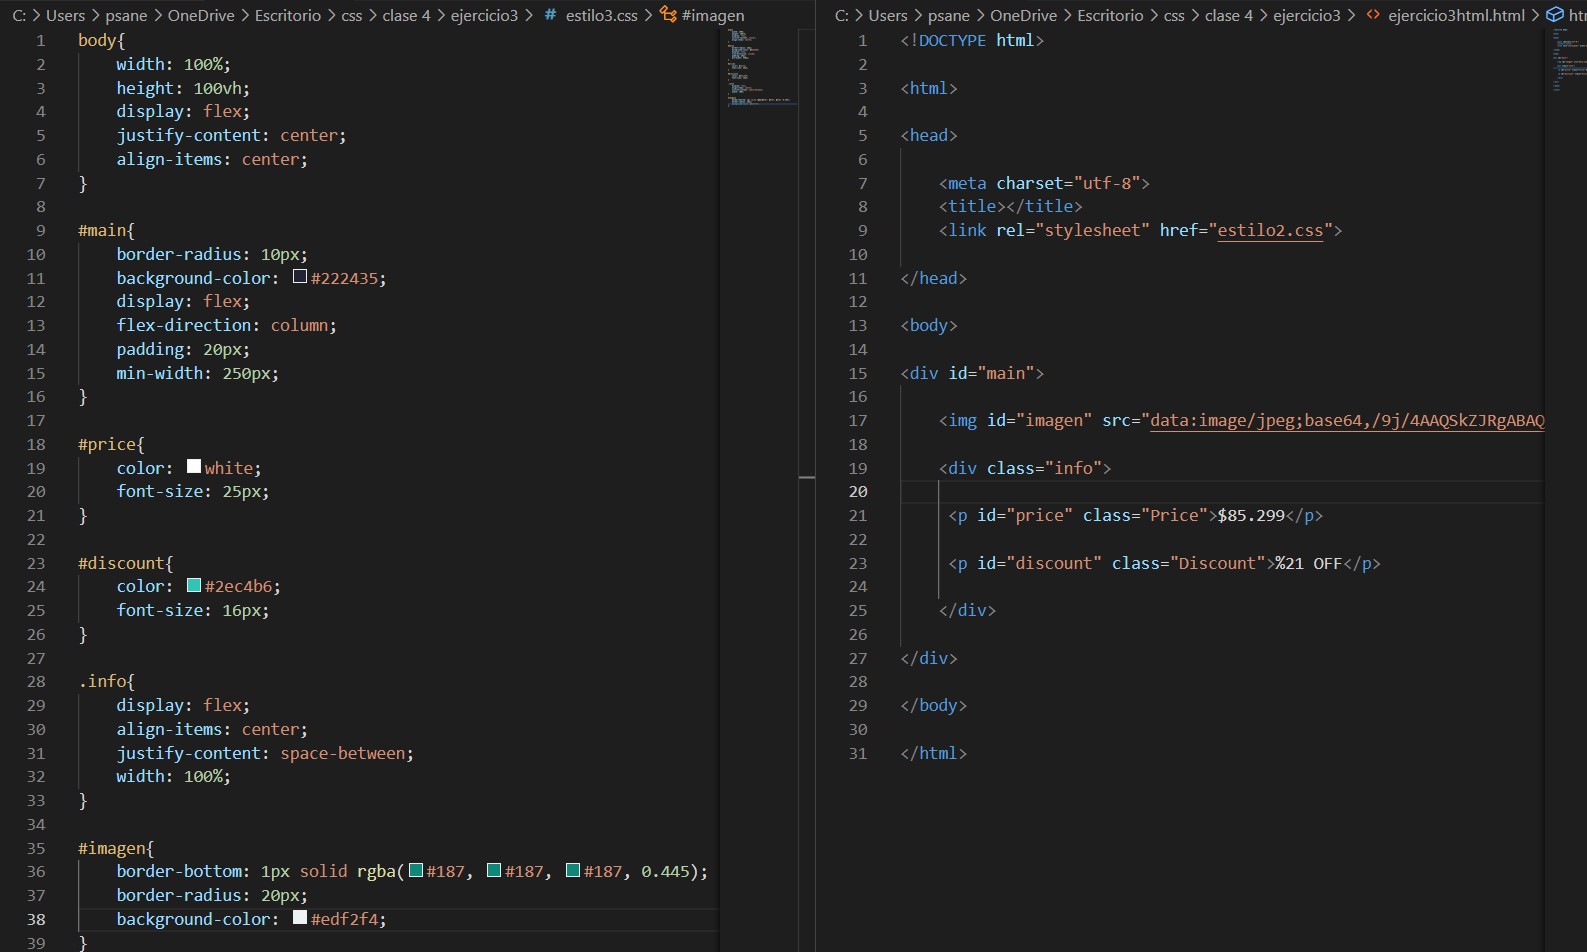 C: > Users > psane > OneDrive > Escritorio > css > clase 4 > ejercicio3 > # estilo3.css > #imagen
1 body{
2 width: 100%;
3 height: 100vh;
4 display: flex;
5 justify-content: center;
6 align-items: center;
7 }
8
9 #main{
10 border-radius: 10px;
11 background-color: #222435;
12 display: flex;
13 flex-direction: column;
14 padding: 20px;
15 min-width: 250px;
16 }
17
18 #price{
19 color: white;
20 font-size: 25px;
21 }
22
23 #discount{
24 color: #2ec4b6;
25 font-size: 16px;
26 }
27
28 .info{
29 display: flex;
30 align-items: center;
31 justify-content: space-between;
32 width: 100%;
33 }
34
35 #imagen{
36 border-bottom: 1px solid rgba(#187, #187, #187, 0.445);
37 border-radius: 20px;
38 background-color: #edf2f4;
39 }
C: > Users > psane > OneDrive > Escritorio > css > clase 4 > ejercicio3 > <> ejercicio3html.html >
1 <!DOCTYPE html>
2
3 <html>
4
5 <head>
6
7 <meta charset="utf-8">
8 <title></title>
9 <link rel="stylesheet" href="estilo2.css">
10
11 </head>
12
13 <body>
14
15 <div id="main">
16
17 <img id="imagen" src="data:image/jpeg;base64,/9j/4AAQSkZJRgABAQ
18
19 <div class="info">
20
21 <p id="price" class="Price">$85.299</p>
22
23 <p id="discount" class="Discount">%21 OFF</p>
24
25 </div>
26
27 </div>
28
29 </body>
30
31 </html>